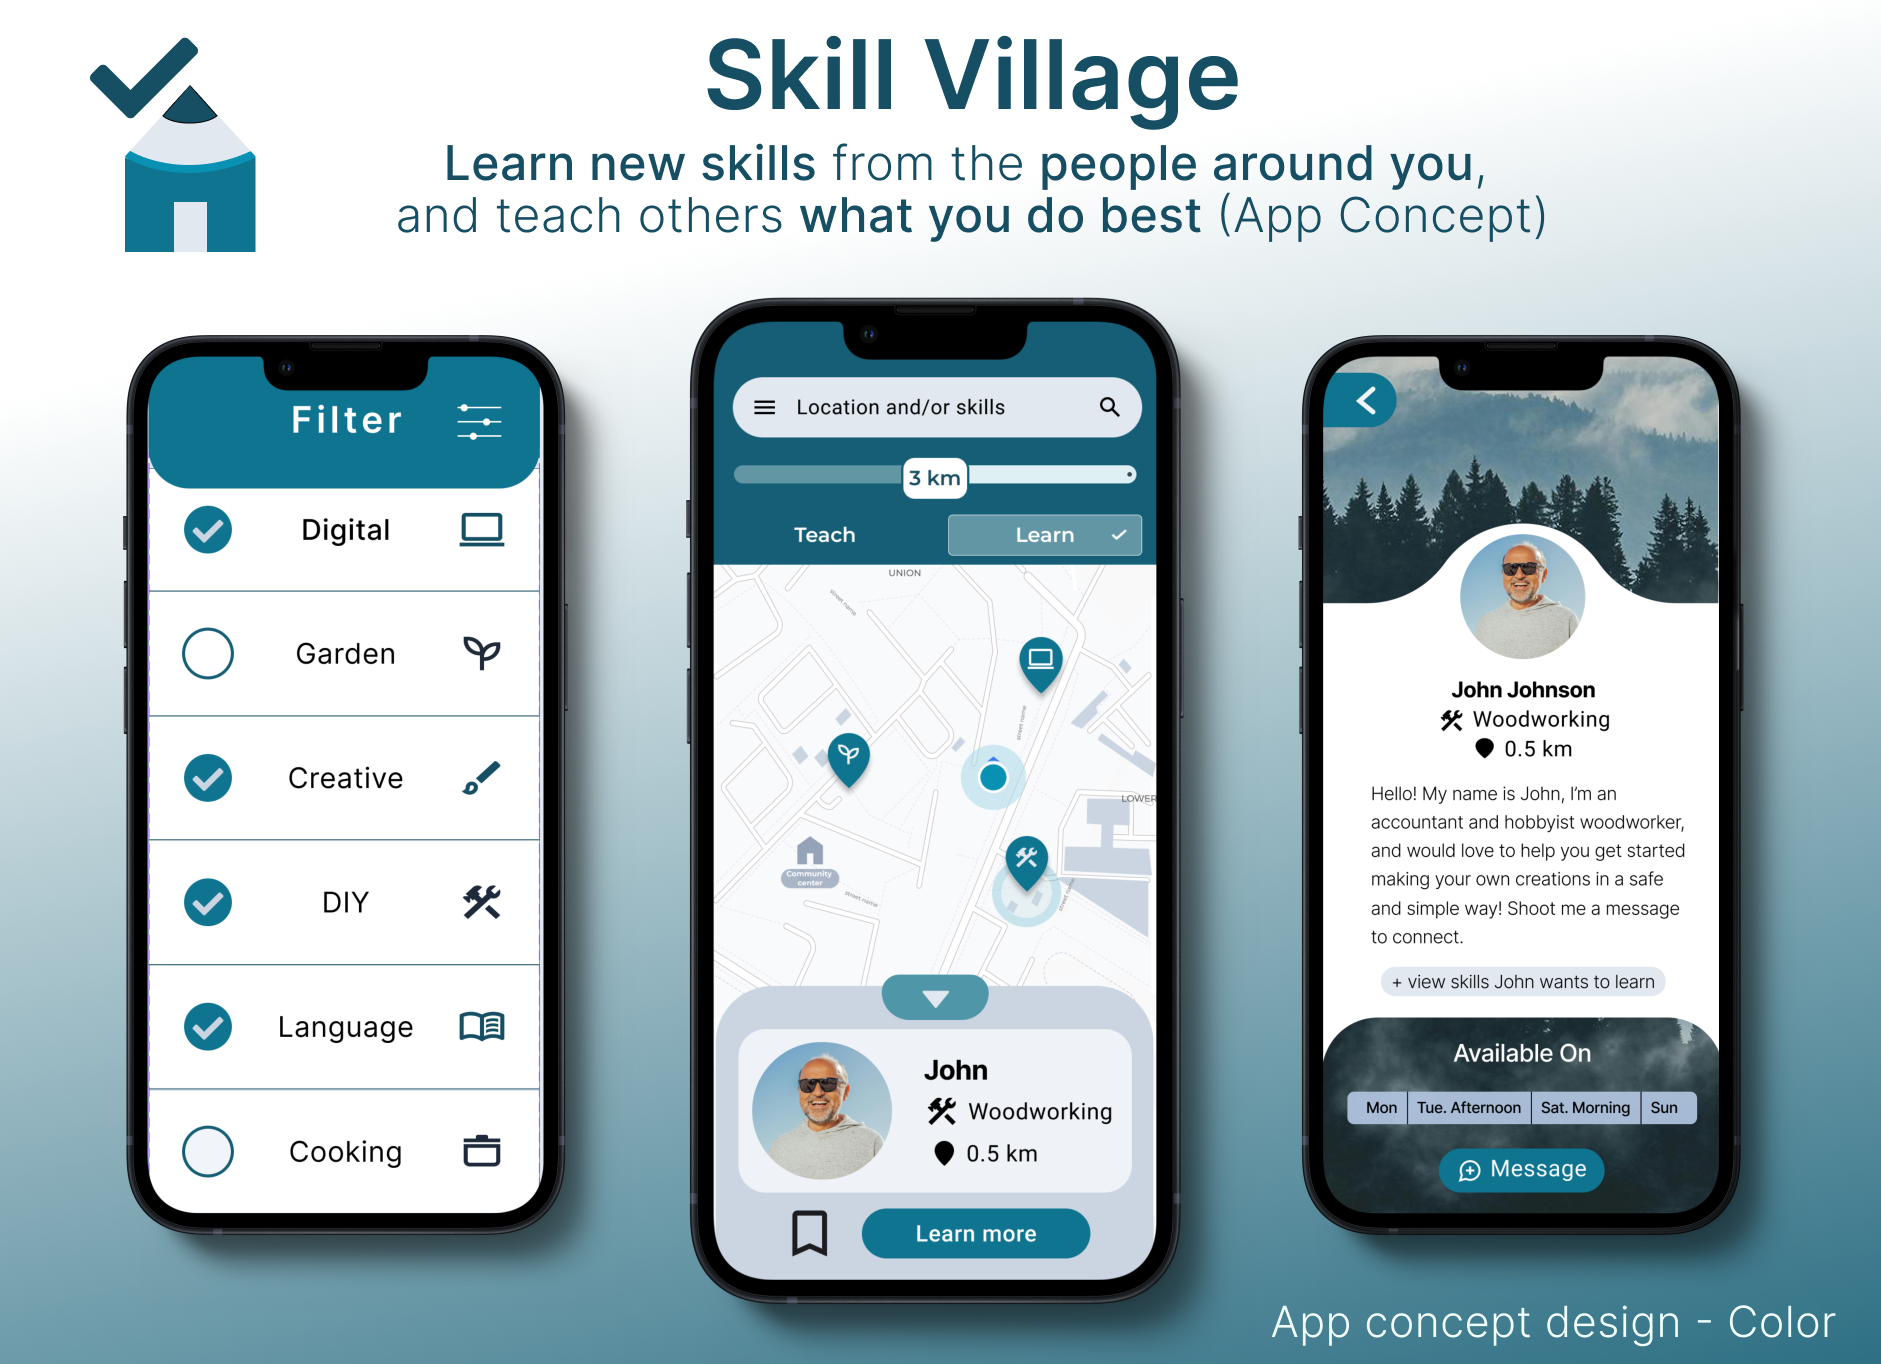 Skill Village
Learn new skills from the people around you,
and teach others what you do best (App Concept)
Filter
Digital
Garden
Creative
DIY
Language
Cooking
Location and/or skills
3 km
Teach
Learn
UNION
street name
street name
LOWER
Community
center
street name
street name
John
Woodworking
0.5 km
Learn more
John Johnson
Woodworking
0.5 km
Hello! My name is John, I'm an
accountant and hobbyist woodworker,
and would love to help you get started
making your own creations in a safe
and simple way! Shoot me a message
to connect.
+ view skills John wants to learn
Available On
Mon
Tue. Afternoon
Sat. Morning
Sun
Message
App concept design - Color